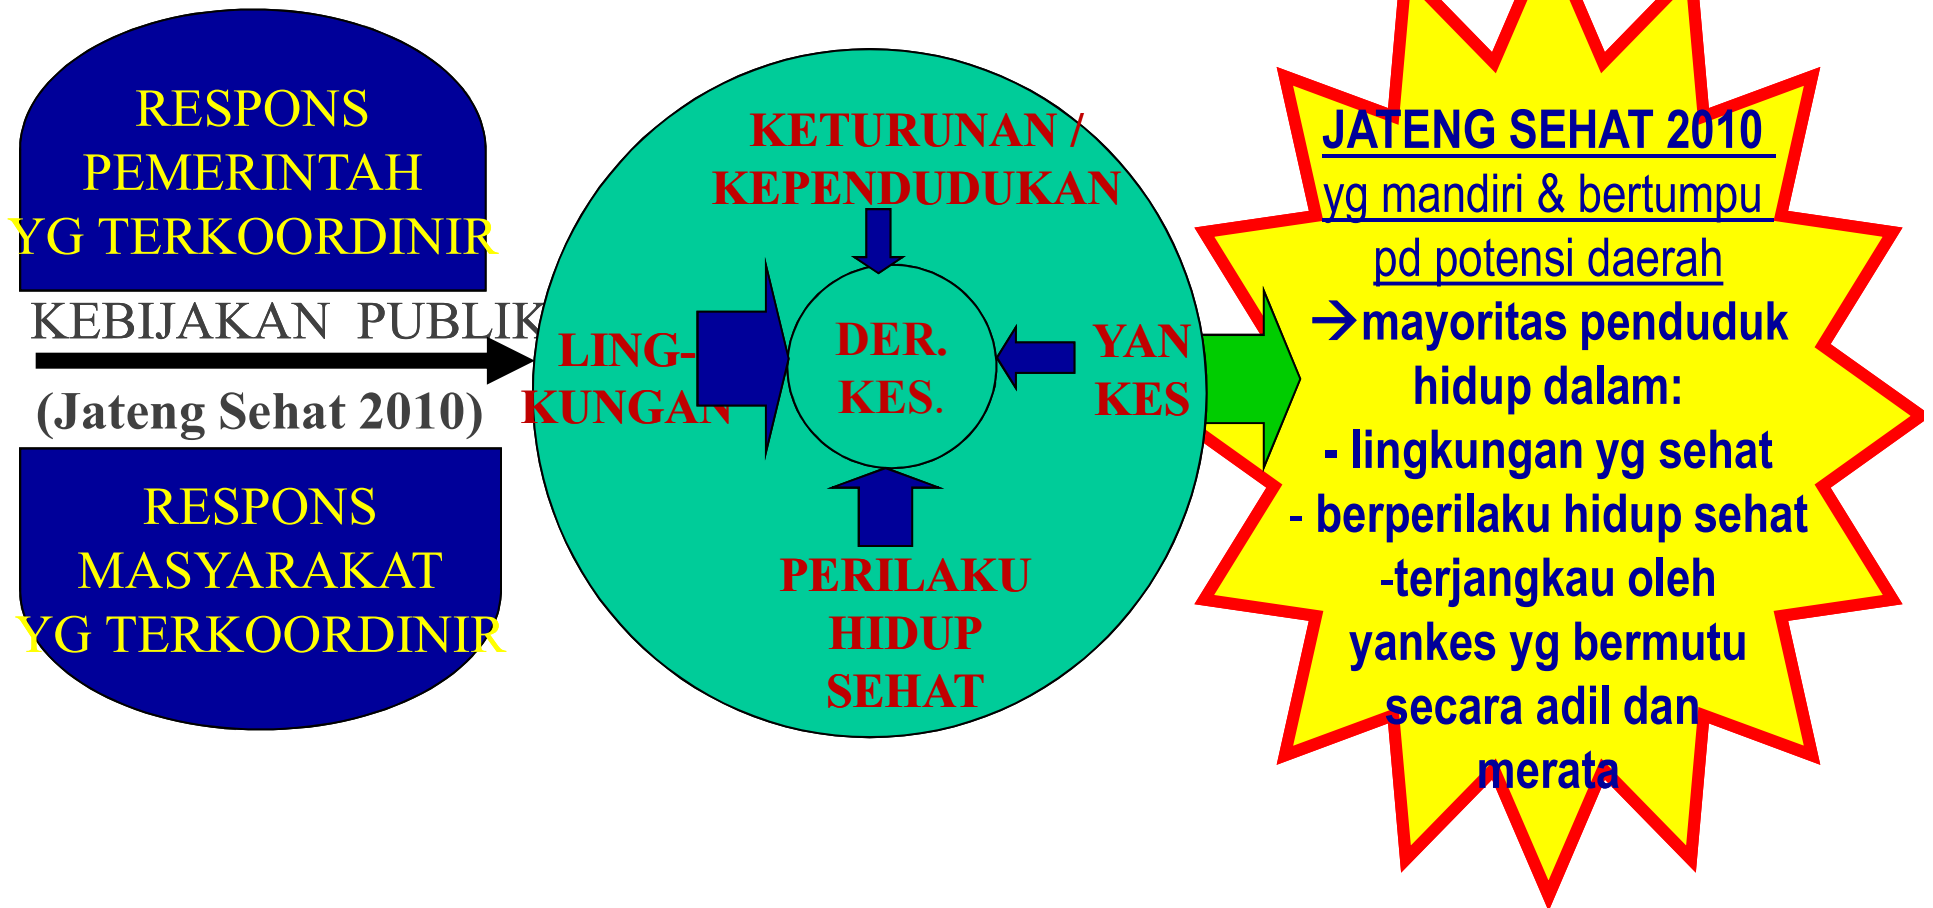 RESPONS
PEMERINTAH
YG TERKOORDINIR
KEBIJAKAN PUBLIK
(Jateng Sehat 2010)
RESPONS
MASYARAKAT
YG TERKOORDINIR
KETURUNAN /
KEPENDUDUKAN
LING-
KUNGAN
DER.
KES.
YAN
KES
PERILAKU
HIDUP
SEHAT
JATENG SEHAT 2010
yg mandiri & bertumpu
pd potensi daerah
→mayoritas penduduk
hidup dalam:
- lingkungan yg sehat
- berperilaku hidup sehat
-terjangkau oleh
yankes yg bermutu
secara adil dan
merata